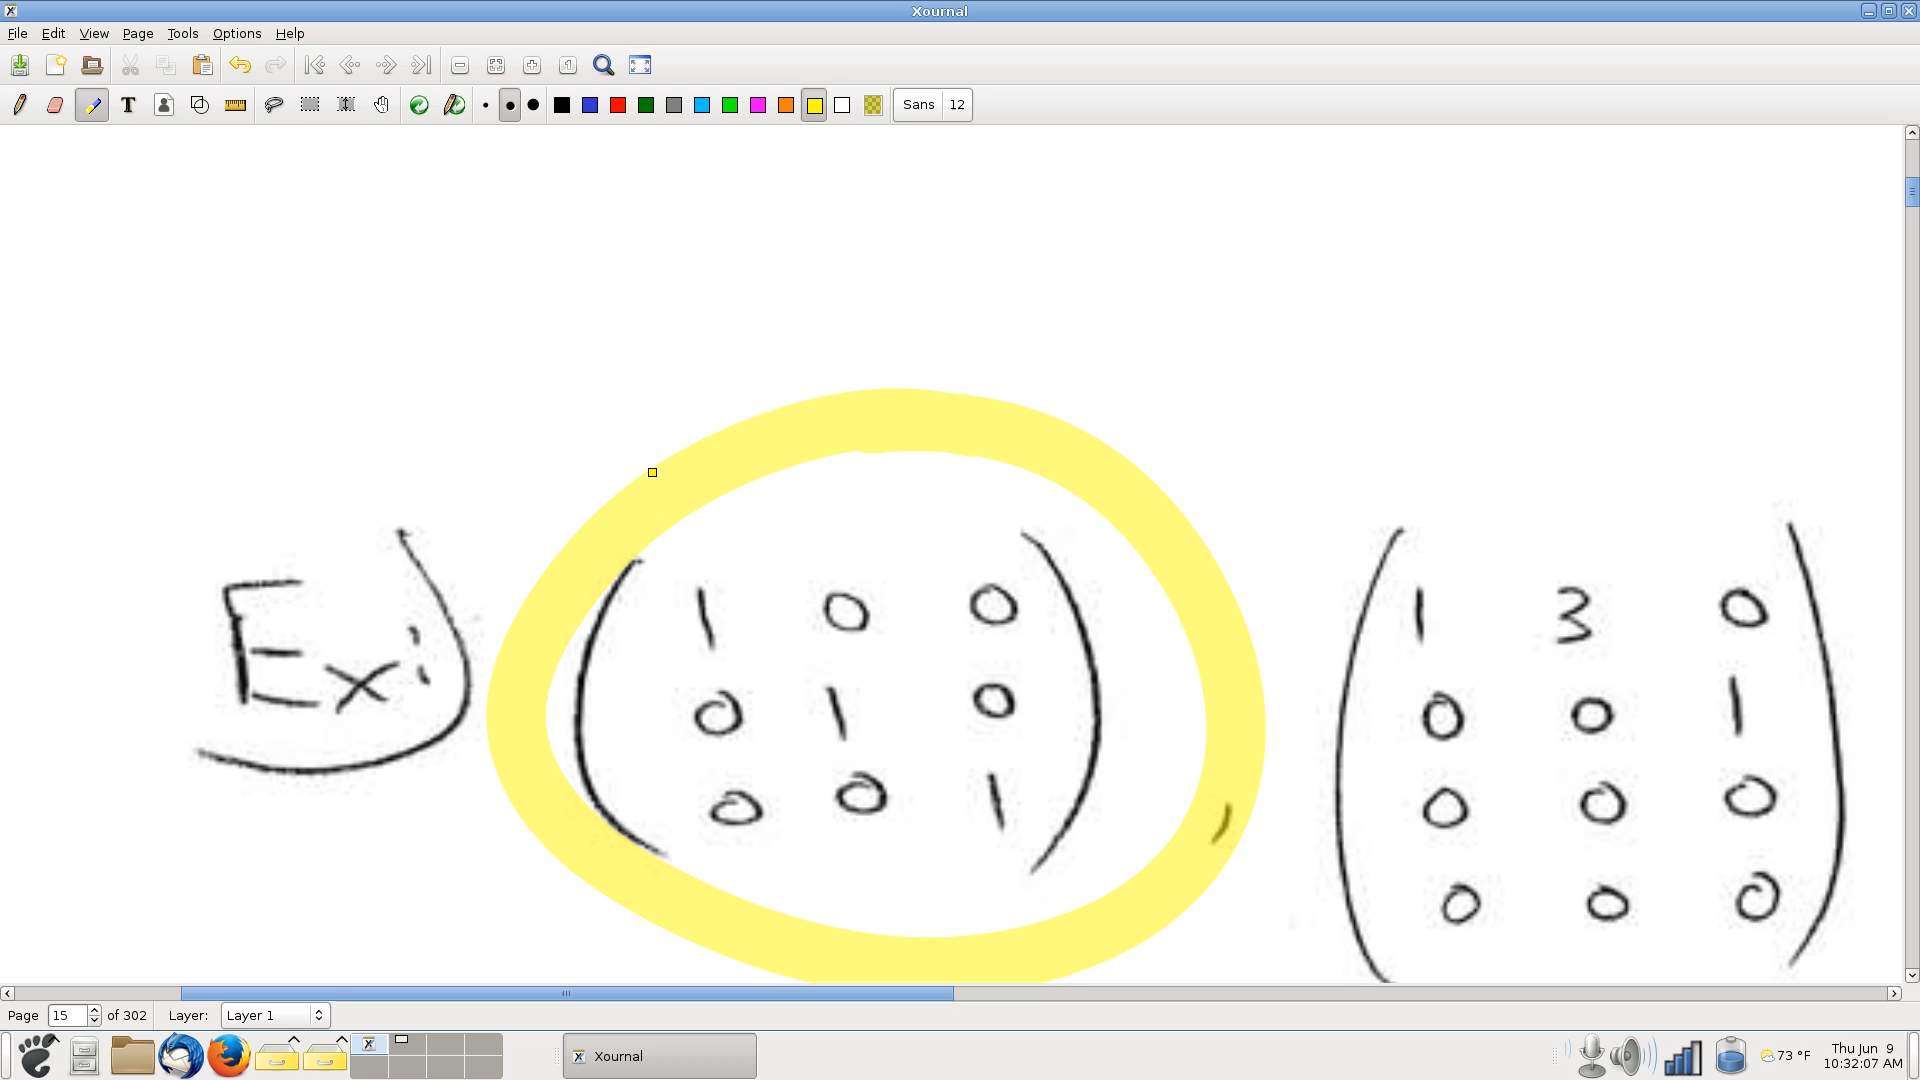 Xournal
File Edit View Page Tools Options Help
Sans 12
Ex:
1 0 0
0 1 0
0 0 1
,
1 3 0
0 0 1
0 0 0
0 0 0
Page 15 of 302 Layer: Layer 1
Xournal
73 °F
Thu Jun 9
10:32:07 AM